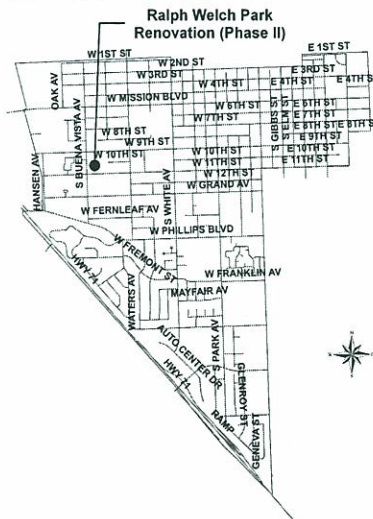 Ralph Welch Park
Renovation (Phase II)
W 1ST ST
E 1ST ST
W 2ND ST
E 3RD ST
W 3RD ST
OAK AV
W 4TH ST
E 4TH ST
E 4TH ST
W MISSION BLVD
S BUENA VISTA AV
W 6TH ST
S GIBBS ST
S ELM ST
E 6TH ST
W 7TH ST
E 7TH ST
W 8TH ST
E 8TH ST
E 8TH ST
W 9TH ST
E 9TH ST
W 10TH ST
W 10TH ST
E 10TH ST
W 11TH ST
E 11TH ST
HANSEN AV
W 12TH ST
S WHITE AV
W GRAND AV
W FERNLEAF AV
W PHILLIPS BLVD
W FREMONT ST
HWY 71
W FRANKLIN AV
WATERS AV
MAYFAIR AV
AUTO CENTER DR
S PARK AV
HWY 71
GLENROY ST
RAMP
GENEVA ST